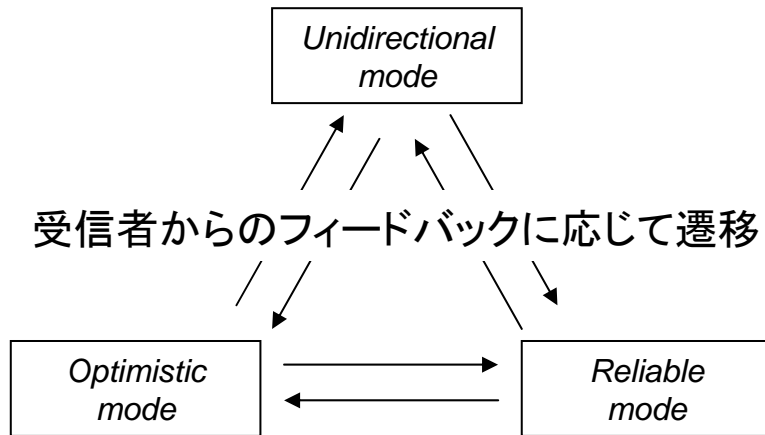 Unidirectional
mode
受信者からのフィードバックに応じて遷移
Optimistic
mode
Reliable
mode